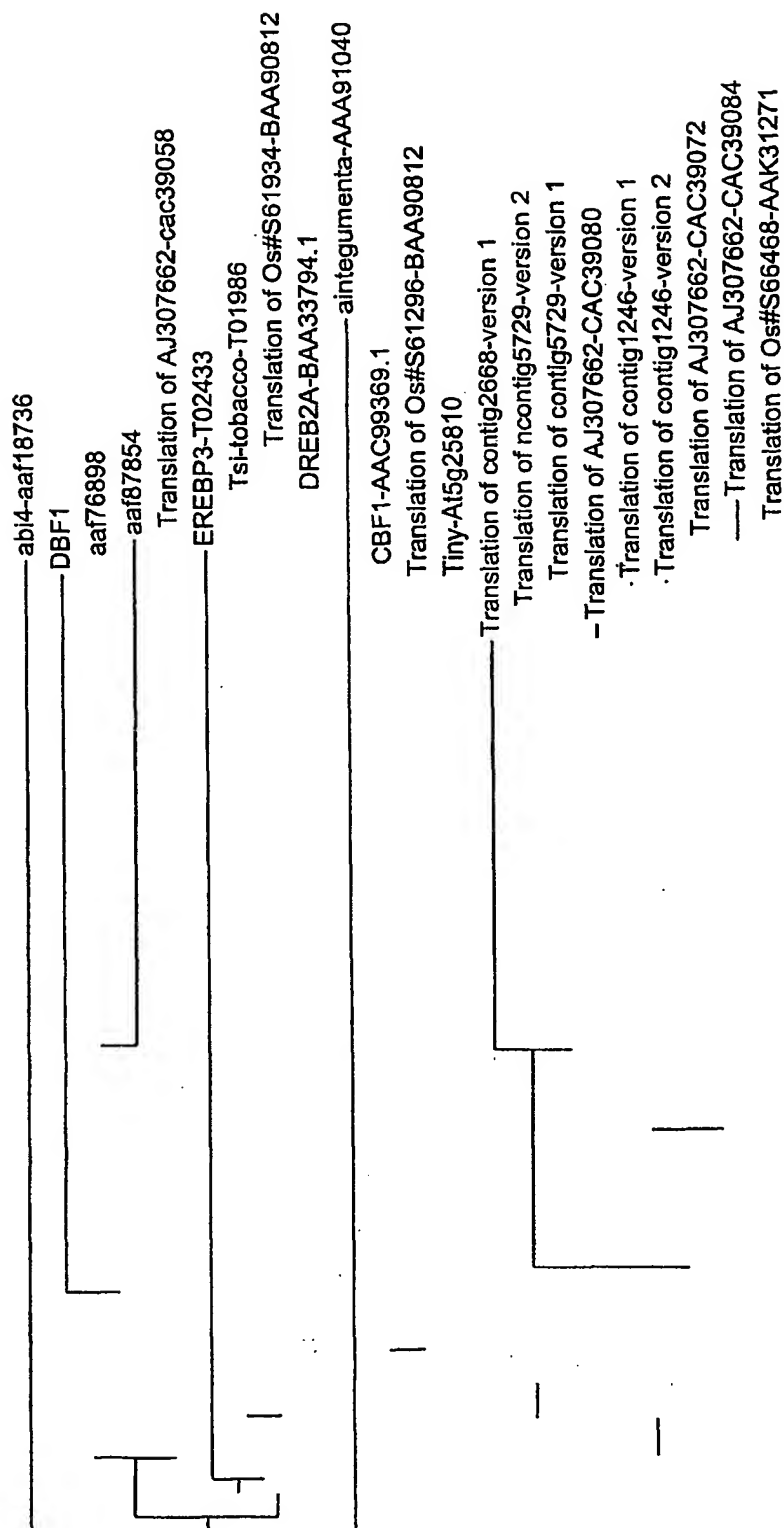 abi4-aaf18736
DBF1
aaf76898
aaf87854
Translation of AJ307662-cac39058
EREBP3-T02433
Tsi-tobacco-T01986
Translation of Os#S61934-BAA90812
DREB2A-BAA33794.1
aintegumenta-AAA91040
CBF1-AAC99369.1
Translation of Os#S61296-BAA90812
Tiny-At5g25810
Translation of contig2668-version 1
Translation of ncontig5729-version 2
Translation of contig5729-version 1
Translation of AJ307662-CAC39080
Translation of contig1246-version 1
Translation of contig1246-version 2
Translation of AJ307662-CAC39072
Translation of AJ307662-CAC39084
Translation of Os#S66468-AAK31271